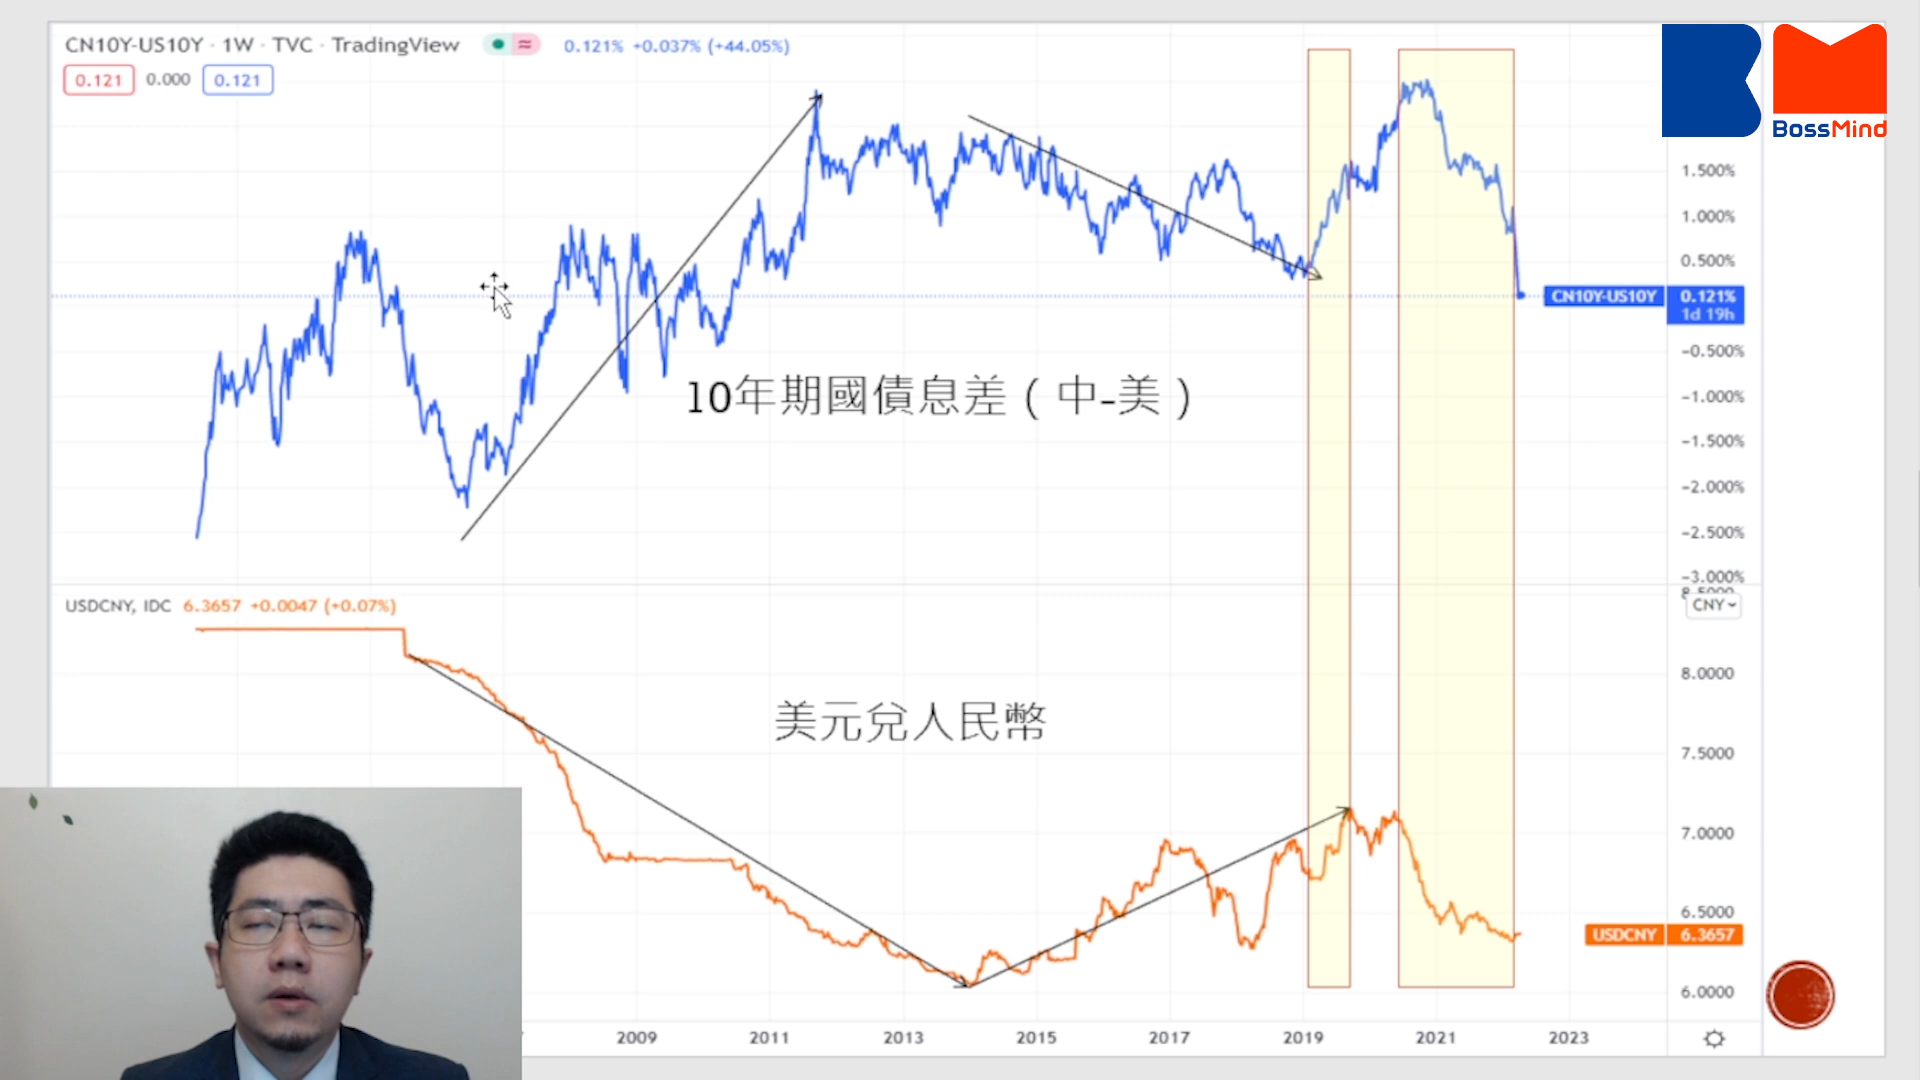 CN10Y-US10Y · 1W · TVC · TradingView
0.121% +0.037% (+44.05%)
0.121 0.000 0.121
BossMind
1.500%
1.000%
0.500%
CN10Y-US10Y 0.121%
1d 19h
-0.500%
-1.000%
-1.500%
-2.000%
-2.500%
-3.000%
10年期國債息差(中-美)
USDCNY, IDC 6.3657 +0.0047 (+0.07%)
8.5000
CNY
8.0000
7.5000
7.0000
6.5000
USDCNY 6.3657
6.0000
美元兌人民幣
2009 2011 2013 2015 2017 2019 2021 2023